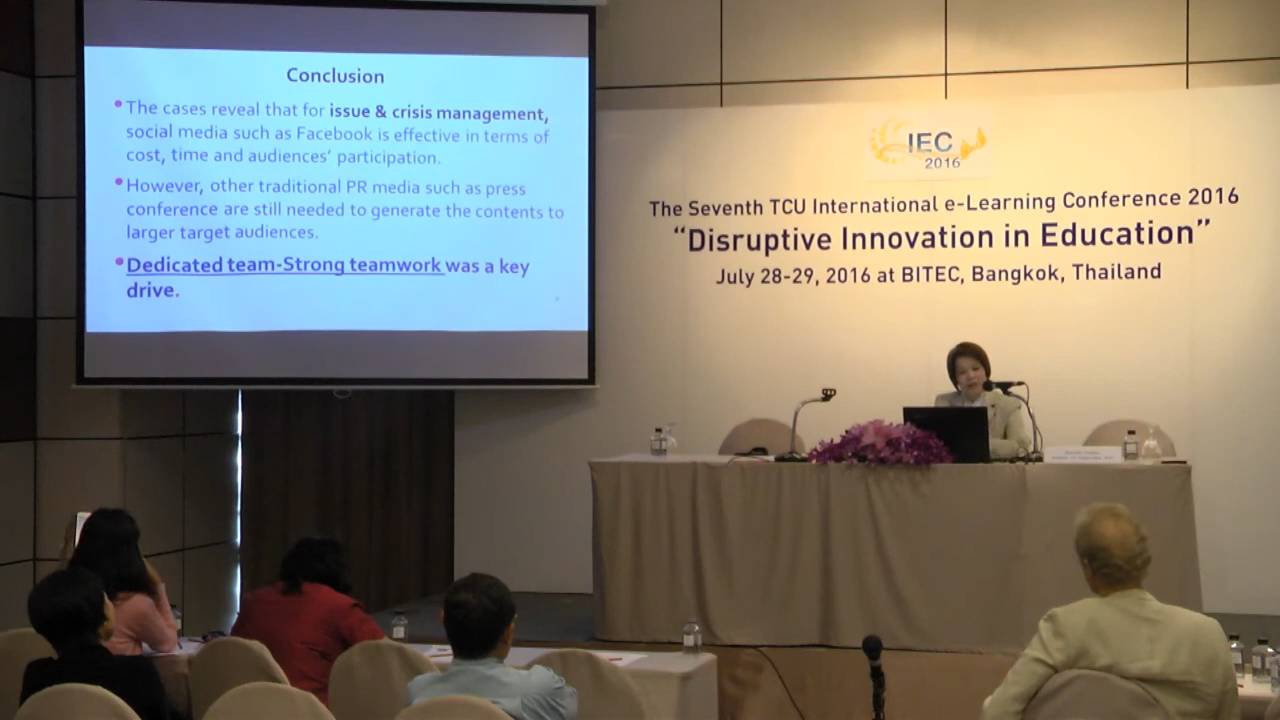 Conclusion
The cases reveal that for issue & crisis management,
social media such as Facebook is effective in terms of
cost, time and audiences' participation.
However, other traditional PR media such as press
conference are still needed to generate the contents to
larger target audiences.
Dedicated team-Strong teamwork was a key
drive.
IEC
2016
The Seventh TCU International e-Learning Conference 2016
“Disruptive Innovation in Education”
July 28-29, 2016 at BITEC, Bangkok, Thailand